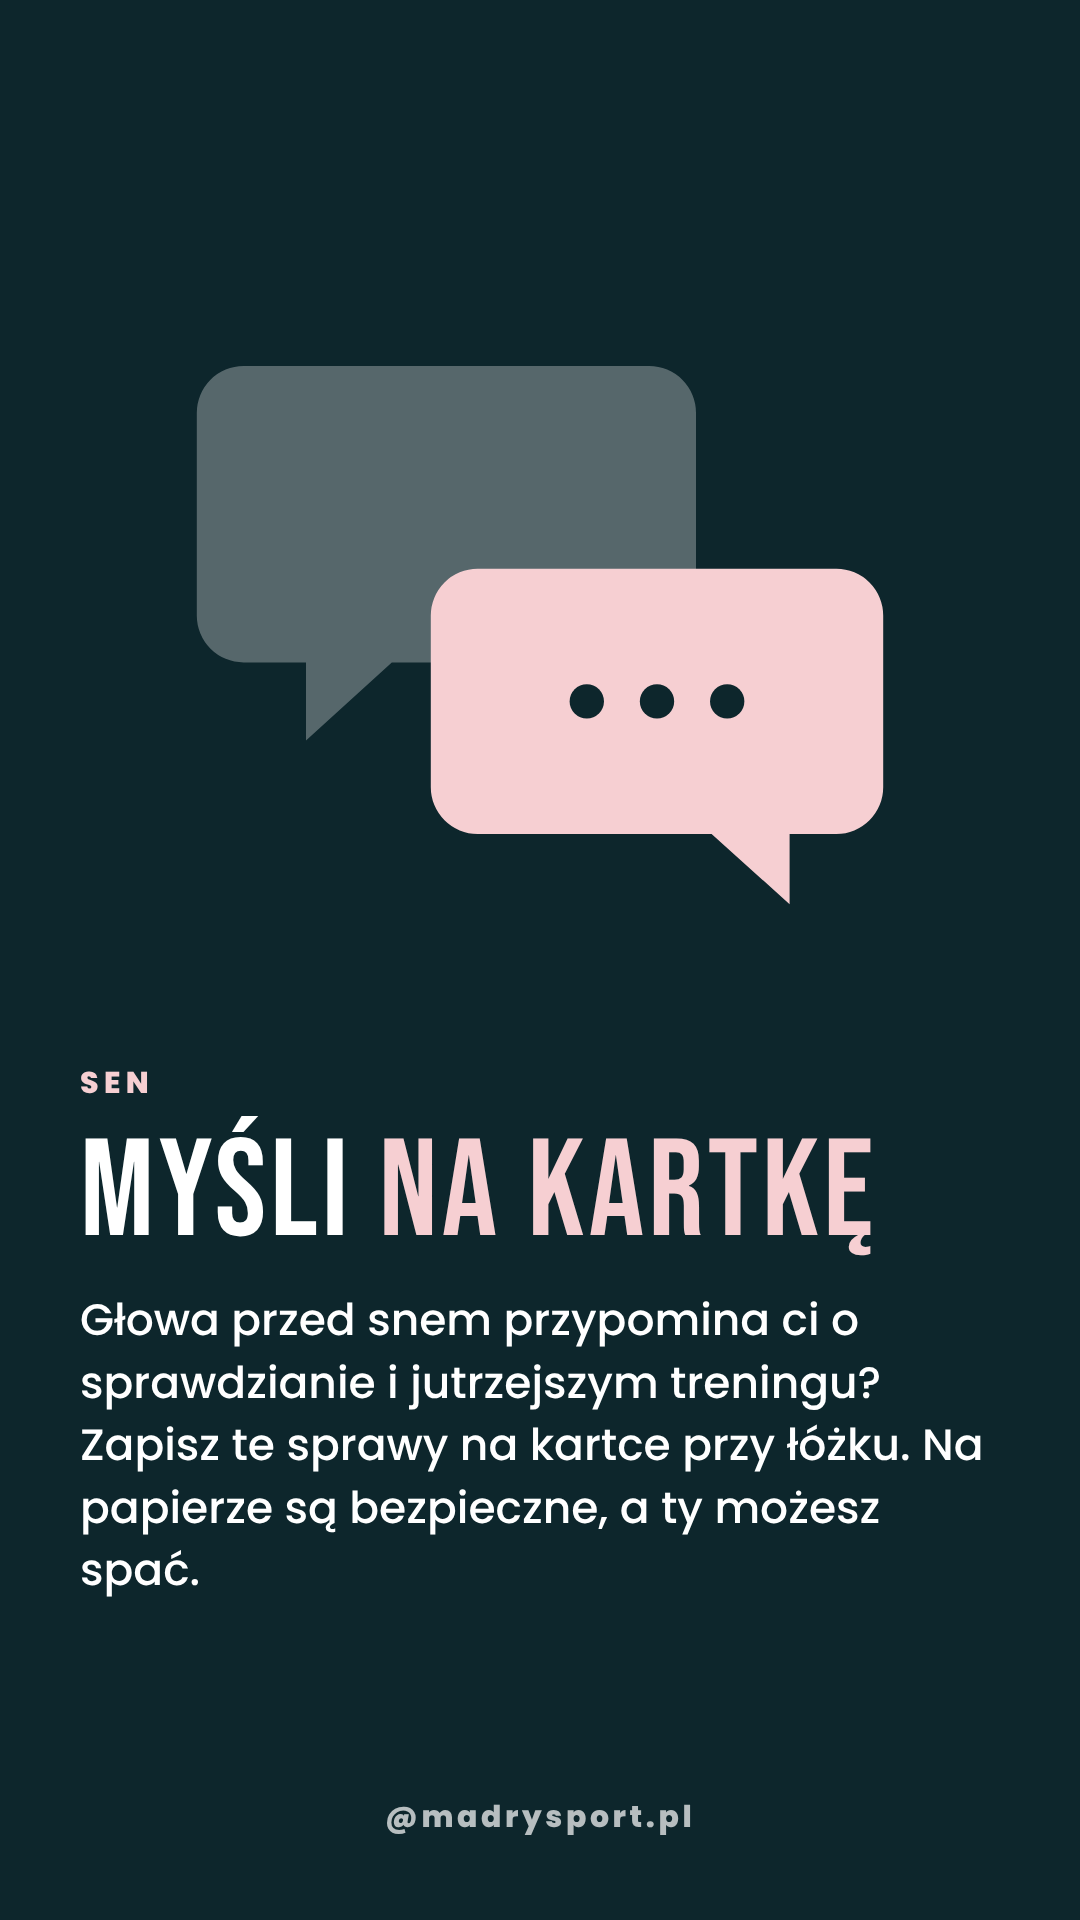 SEN
MYŚLI NA KARTKĘ
Głowa przed snem przypomina ci o
sprawdzianie i jutrzejszym treningu?
Zapisz te sprawy na kartce przy łóżku. Na
papierze są bezpieczne, a ty możesz
spać.
@madrysport.pl